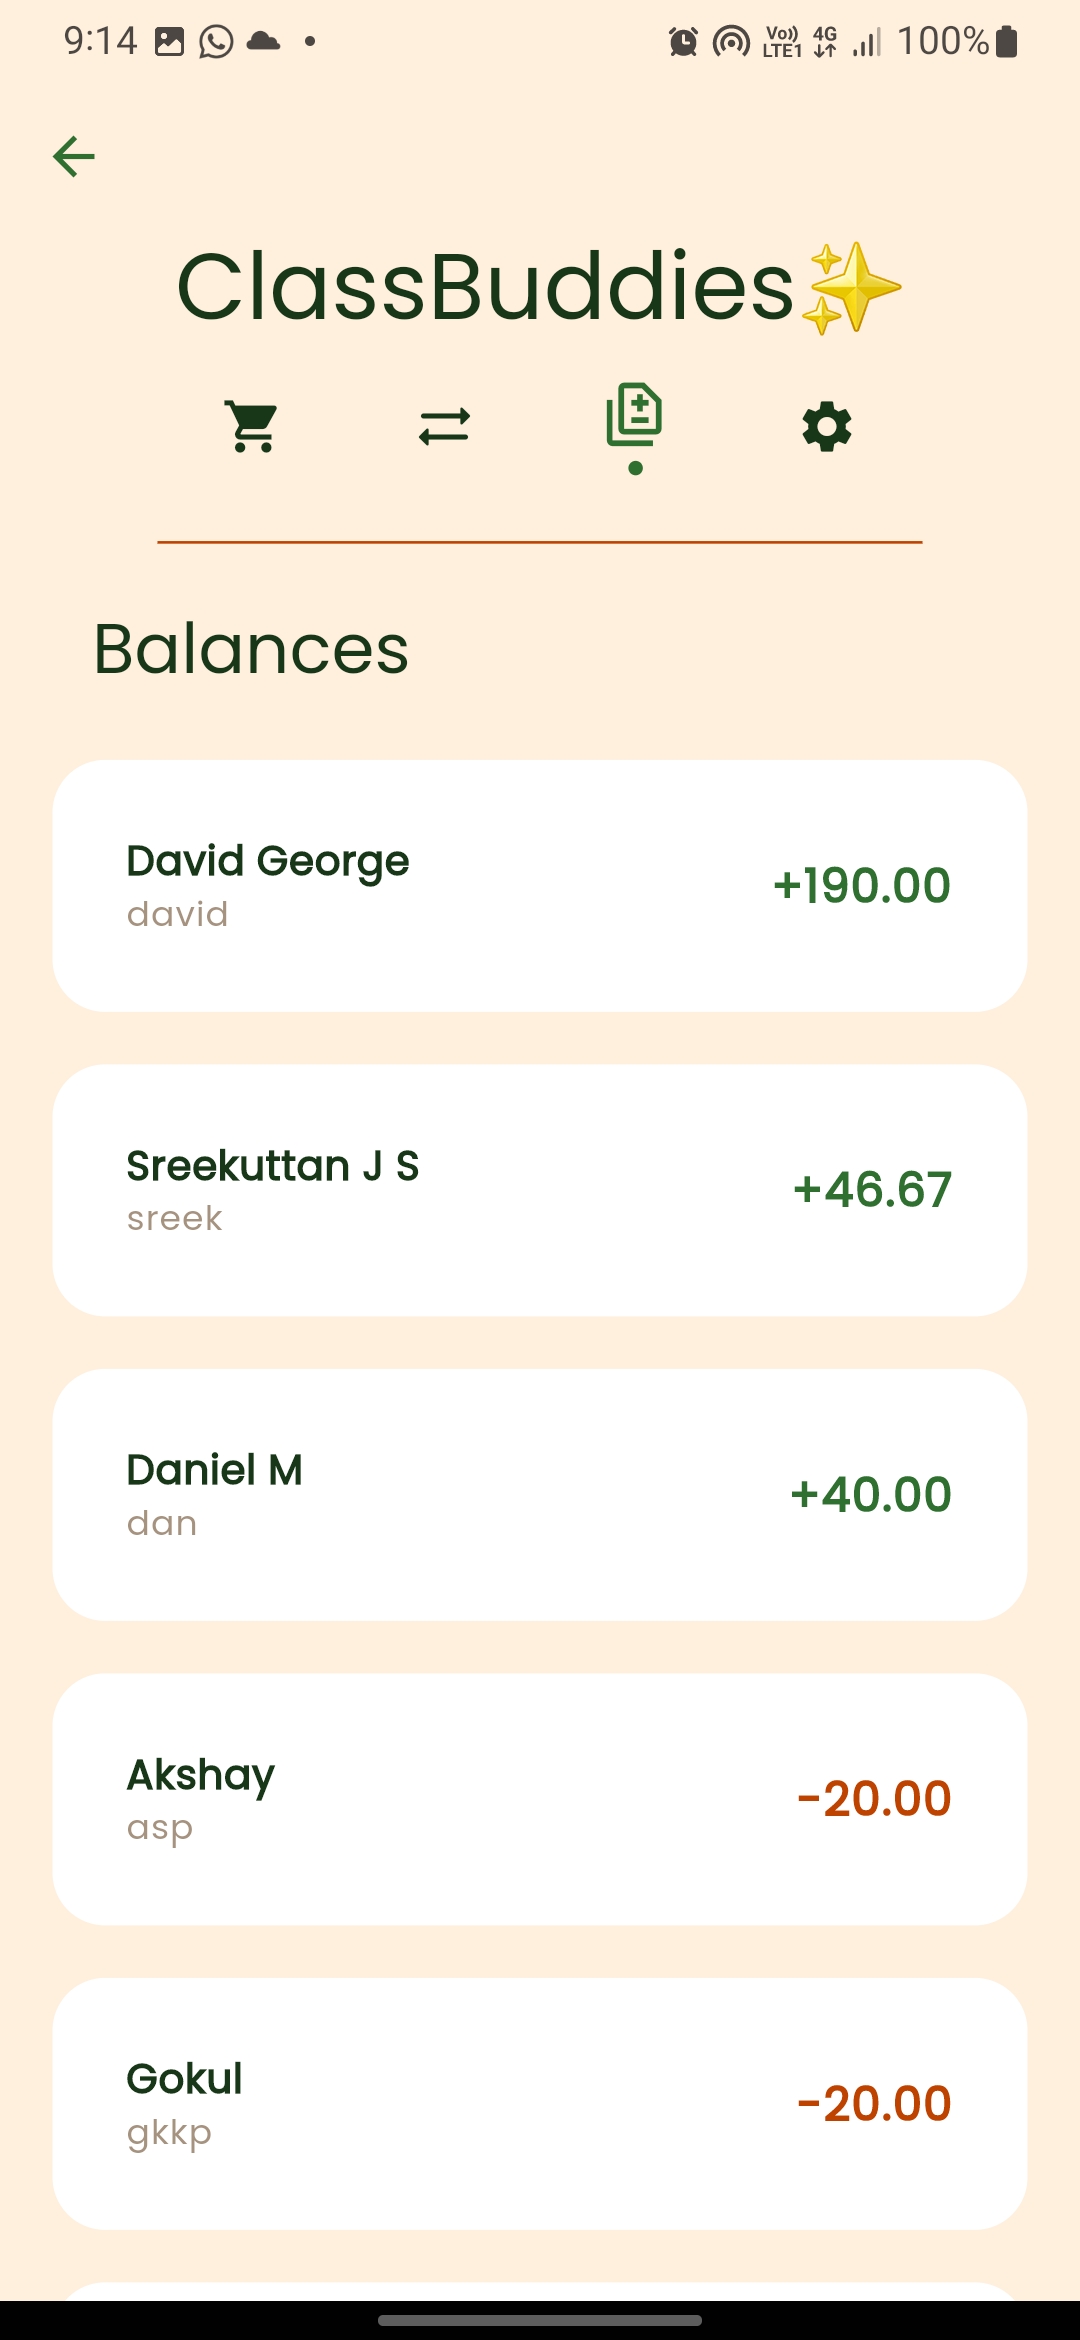 9:14 Vo)) LTE1 4G 100%
ClassBuddies✨
Balances
David George
david
+190.00
Sreekuttan J S
sreek
+46.67
Daniel M
dan
+40.00
Akshay
asp
-20.00
Gokul
gkkp
-20.00